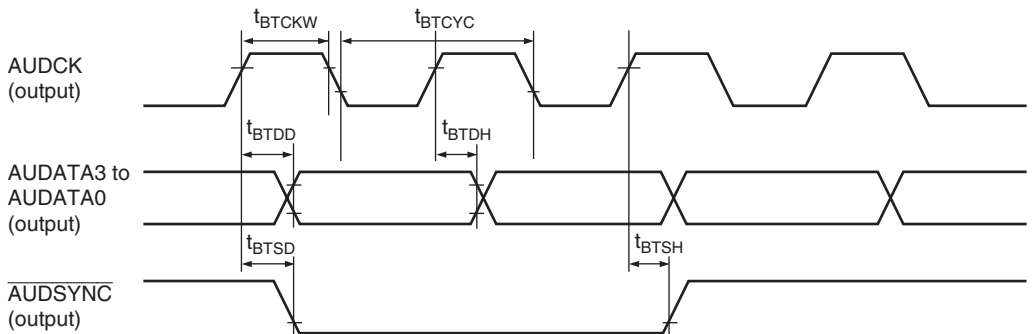 tBTCKW
tBTCYC
AUDCK
(output)
tBTDD
tBTDH
AUDATA3 to
AUDATA0
(output)
tBTSD
tBTSH
AUDSYNC
(output)